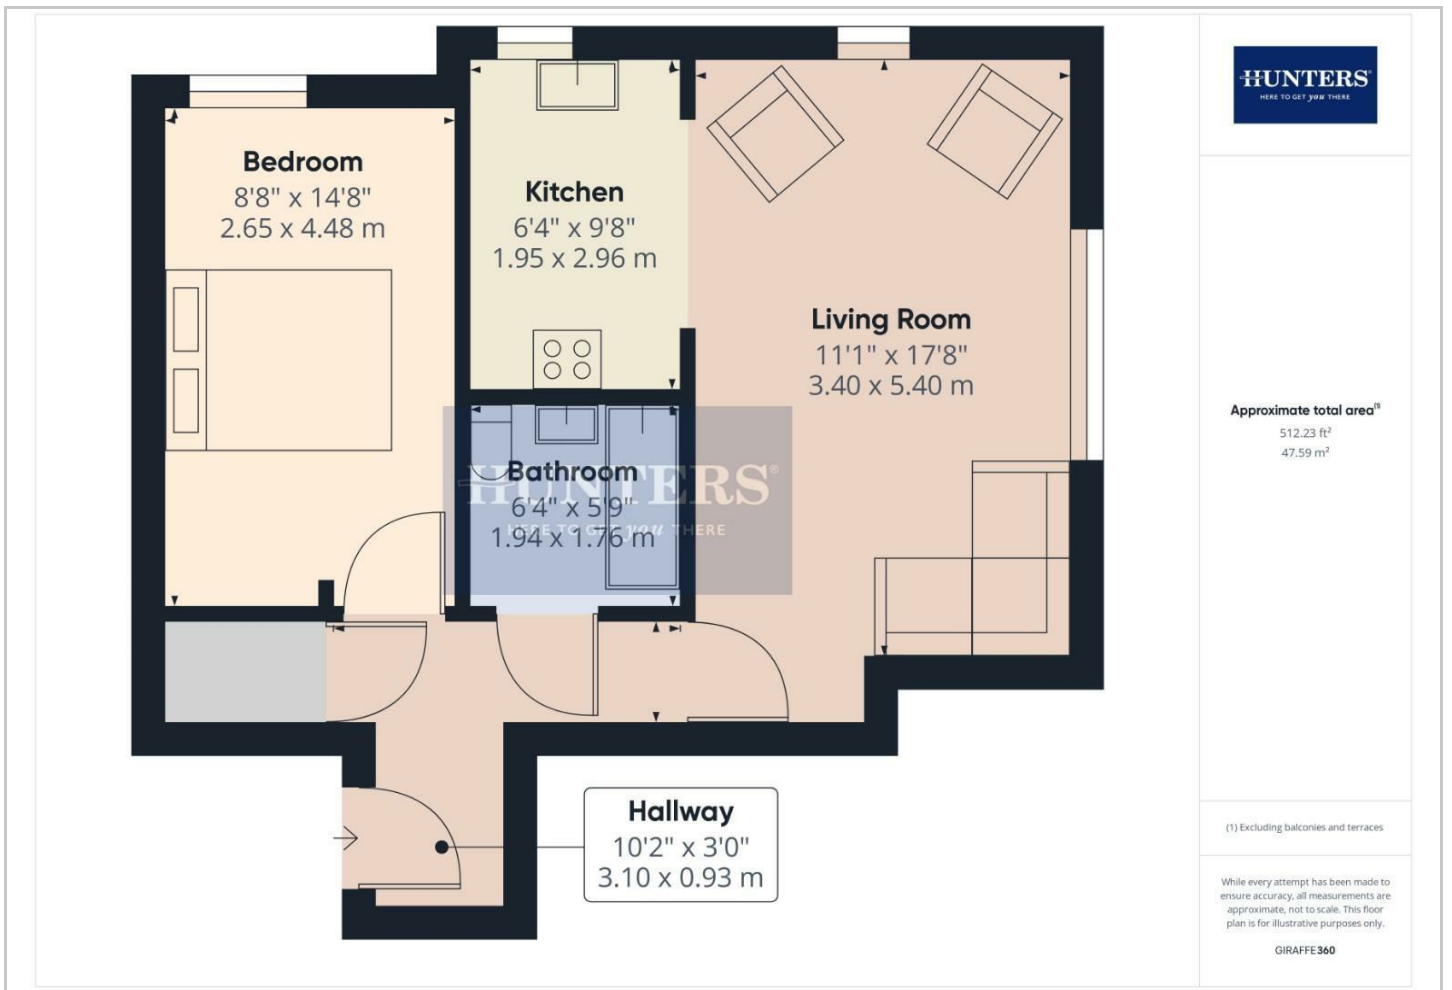 Bedroom
8'8" x 14'8"
2.65 x 4.48 m
Kitchen
6'4" x 9'8"
1.95 x 2.96 m
Living Room
11'1" x 17'8"
3.40 x 5.40 m
HUNTERS®
HERE TO GET you THERE
Bathroom
6'4" x 5'9"
1.94 x 1.76 m
Hallway
10'2" x 3'0"
3.10 x 0.93 m
HUNTERS®
HERE TO GET you THERE
Approximate total area(1)
512.23 ft²
47.59 m²
(1) Excluding balconies and terraces
While every attempt has been made to
ensure accuracy, all measurements are
approximate, not to scale. This floor
plan is for illustrative purposes only.
GIRAFFE360